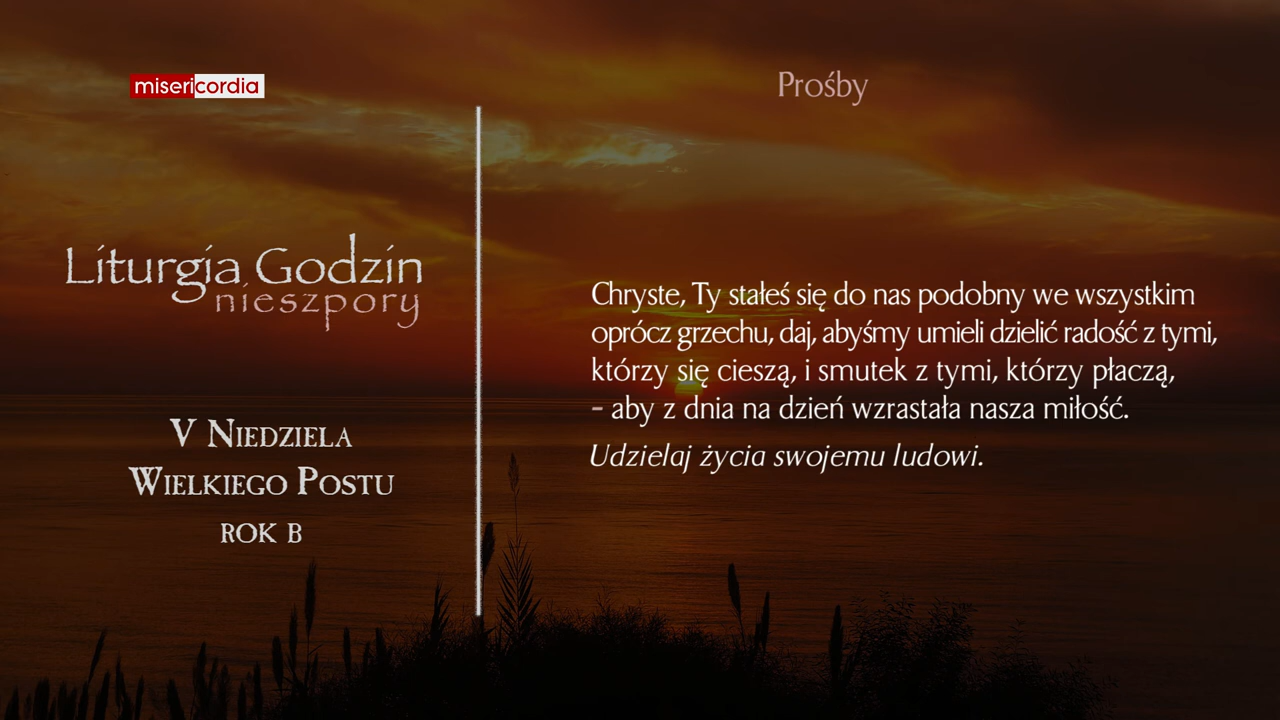 misericordia
Liturgia Godzin
nieszpory
V Niedziela
Wielkiego Postu
rok B
Prośby
Chryste, Ty stałeś się do nas podobny we wszystkim
oprócz grzechu, daj, abyśmy umieli dzielić radość z tymi,
którzy się cieszą, i smutek z tymi, którzy płaczą,
- aby z dnia na dzień wzrastała nasza miłość.
Udzielaj życia swojemu ludowi.